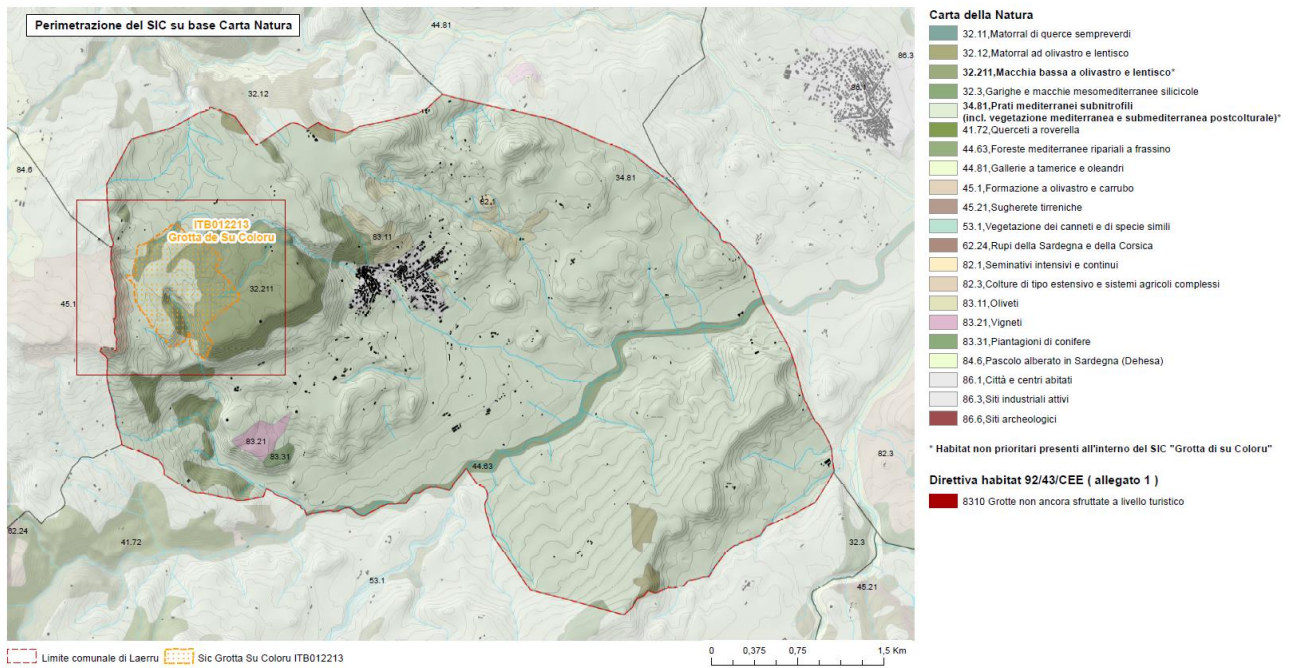 Perimetrazione del SIC su base Carta Natura
44.81
86.3
86.1
32.12
84.6
34.81
82.1
ITB012213
Grotta de Su Coloru
83.11
32.211
45.1
83.21
83.31
44.63
82.3
62.24
41.72
53.1
32.3
45.21
Carta della Natura
32.11,Matorral di querce sempreverdi
32.12,Matorral ad olivastro e lentisco
32.211,Macchia bassa a olivastro e lentisco*
32.3,Garighe e macchie mesomediterranee silicicole
34.81,Prati mediterranei subnitrofili
(incl. vegetazione mediterranea e submediterranea postcolturale)*
41.72,Querceti a roverella
44.63,Foreste mediterranee ripariali a frassino
44.81,Gallerie a tamerice e oleandri
45.1,Formazione a olivastro e carrubo
45.21,Sugherete tirreniche
53.1,Vegetazione dei canneti e di specie simili
62.24,Rupi della Sardegna e della Corsica
82.1,Seminativi intensivi e continui
82.3,Colture di tipo estensivo e sistemi agricoli complessi
83.11,Oliveti
83.21,Vigneti
83.31,Piantagioni di conifere
84.6,Pascolo alberato in Sardegna (Dehesa)
86.1,Città e centri abitati
86.3,Siti industriali attivi
86.6,Siti archeologici
* Habitat non prioritari presenti all'interno del SIC "Grotta di su Coloru"
Direttiva habitat 92/43/CEE ( allegato 1 )
8310 Grotte non ancora sfruttate a livello turistico
Limite comunale di Laerru
Sic Grotta Su Coloru ITB012213
0 0,375 0,75 1,5 Km